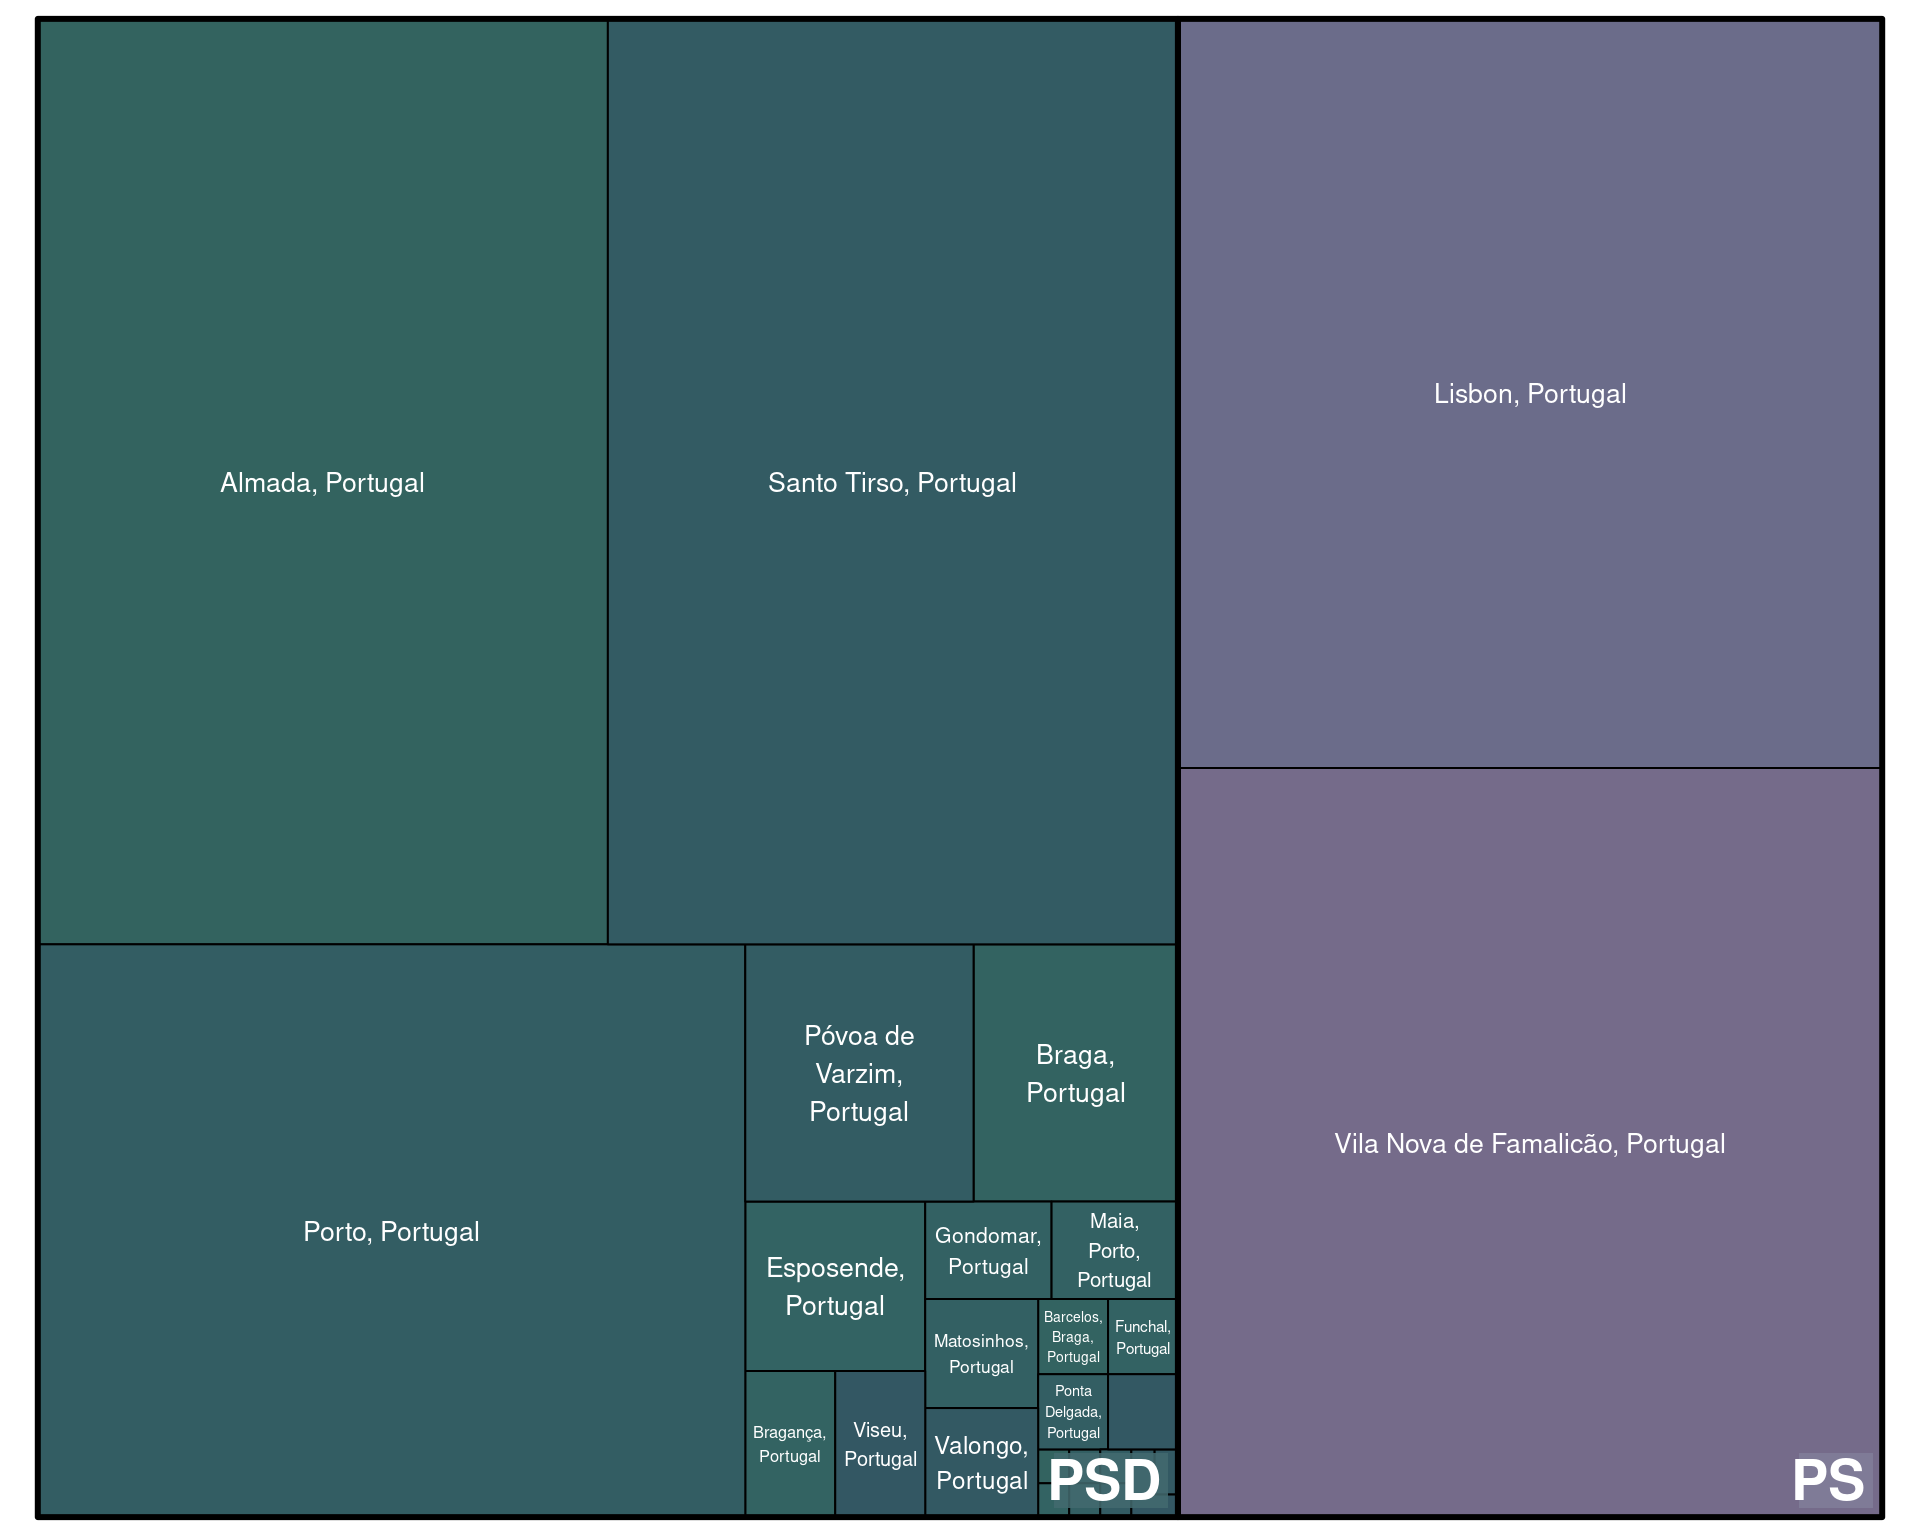 Almada, Portugal
Santo Tirso, Portugal
Lisbon, Portugal
Porto, Portugal
Póvoa de
Varzim,
Portugal
Braga,
Portugal
Vila Nova de Famalicão, Portugal
Esposende,
Portugal
Gondomar,
Portugal
Maia,
Porto,
Portugal
Matosinhos,
Portugal
Barcelos,
Braga,
Portugal
Funchal,
Portugal
Ponta
Delgada,
Portugal
Bragança,
Portugal
Viseu,
Portugal
Valongo,
Portugal
PSD
PS